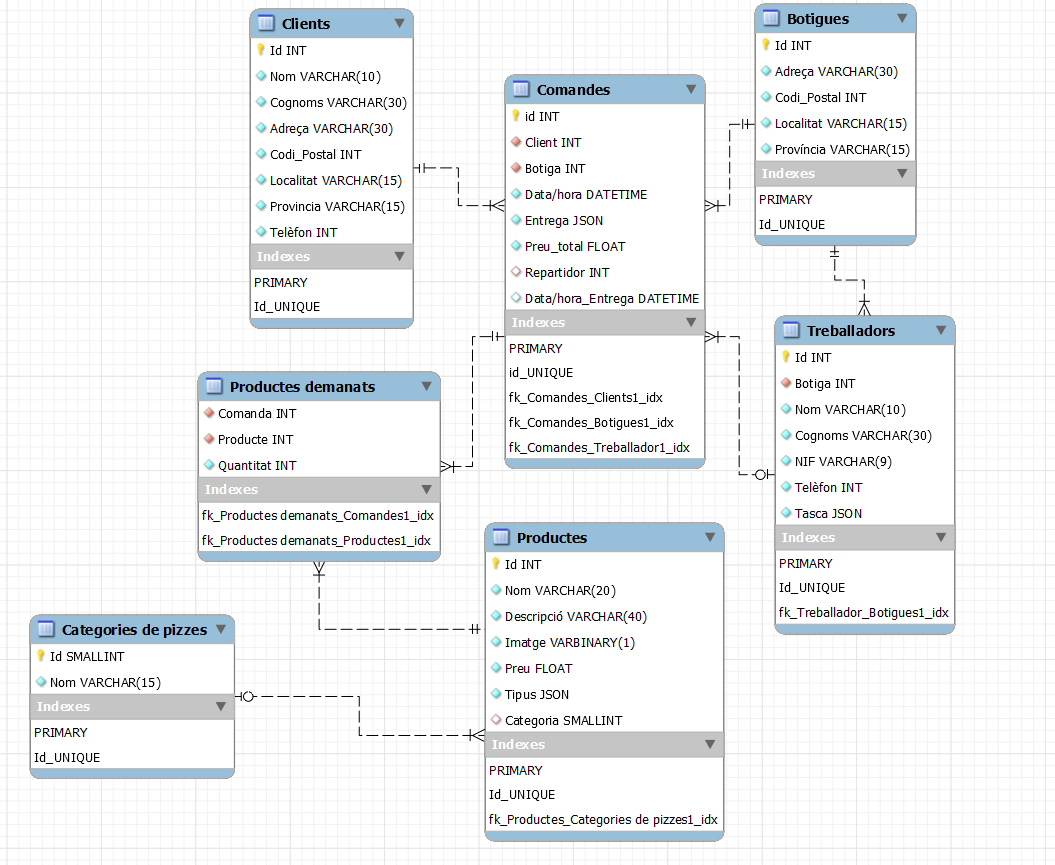 Clients
Id INT
Nom VARCHAR(10)
Cognoms VARCHAR(30)
Adreça VARCHAR(30)
Codi_Postal INT
Localitat VARCHAR(15)
Provincia VARCHAR(15)
Telèfon INT
Indexes
PRIMARY
Id_UNIQUE
Comandes
id INT
Client INT
Botiga INT
Data/hora DATETIME
Entrega JSON
Preu_total FLOAT
Repartidor INT
Data/hora_Entrega DATETIME
Indexes
PRIMARY
id_UNIQUE
fk_Comandes_Clients1_idx
fk_Comandes_Botigues1_idx
fk_Comandes_Treballador1_idx
Botigues
Id INT
Adreça VARCHAR(30)
Codi_Postal INT
Localitat VARCHAR(15)
Província VARCHAR(15)
Indexes
PRIMARY
Id_UNIQUE
Treballadors
Id INT
Botiga INT
Nom VARCHAR(10)
Cognoms VARCHAR(30)
NIF VARCHAR(9)
Telèfon INT
Tasca JSON
Indexes
PRIMARY
Id_UNIQUE
fk_Treballador_Botigues1_idx
Productes demanats
Comanda INT
Producte INT
Quantitat INT
Indexes
fk_Productes demanats_Comandes1_idx
fk_Productes demanats_Productes1_idx
Productes
Id INT
Nom VARCHAR(20)
Descripció VARCHAR(40)
Imatge VARBINARY(1)
Preu FLOAT
Tipus JSON
Categoria SMALLINT
Indexes
PRIMARY
Id_UNIQUE
fk_Productes_Categories de pizzes1_idx
Categories de pizzes
Id SMALLINT
Nom VARCHAR(15)
Indexes
PRIMARY
Id_UNIQUE